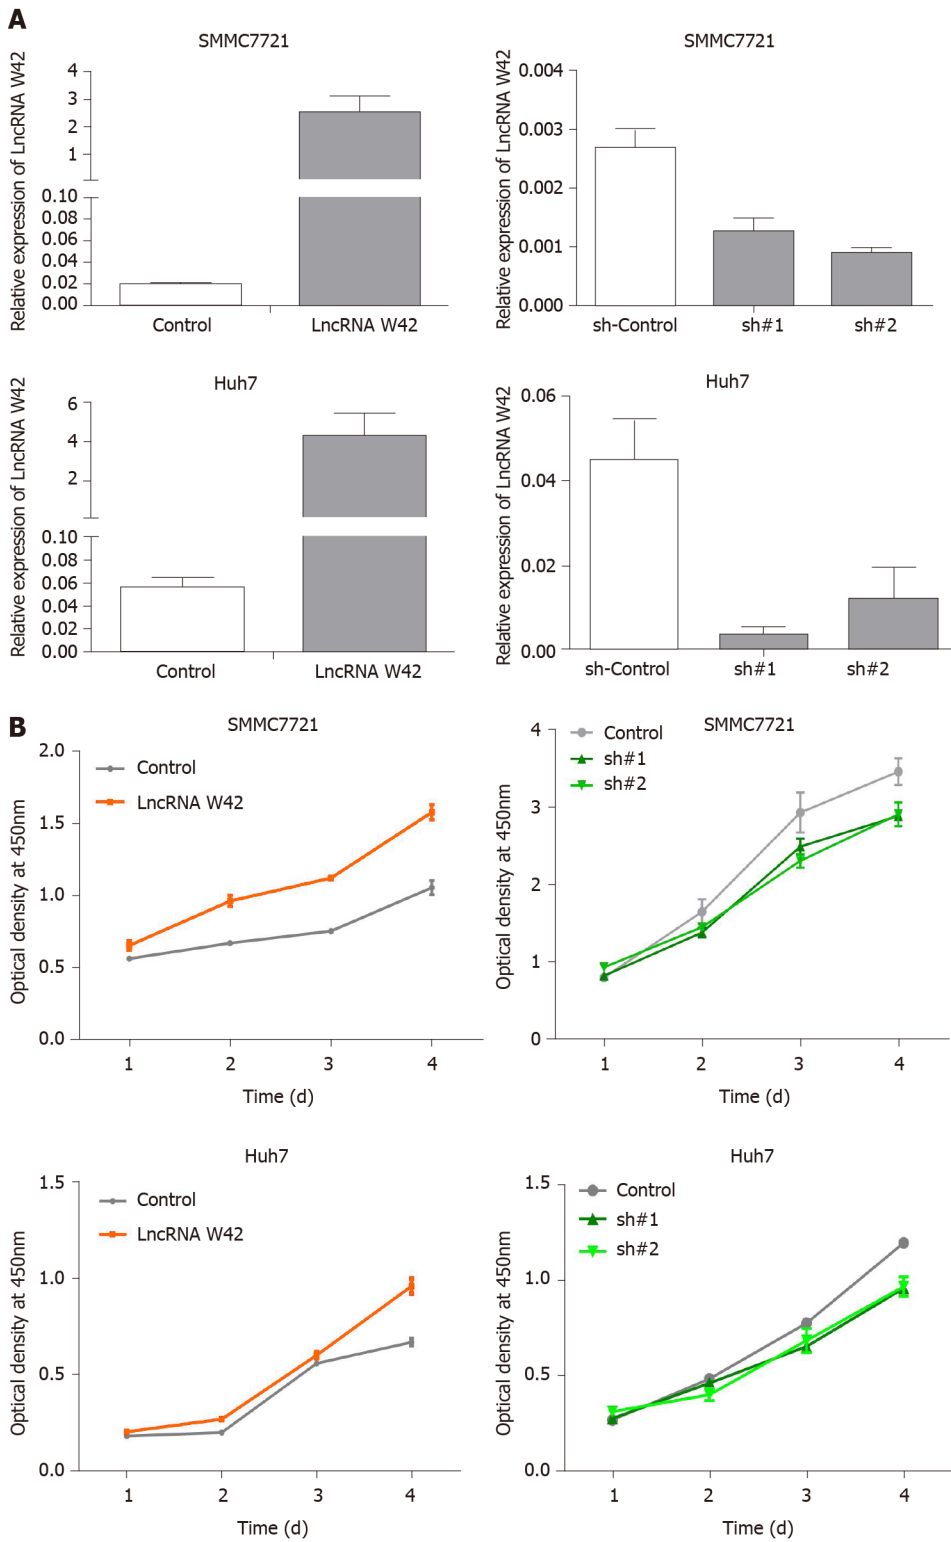 A
SMMC7721
Relative expression of LncRNA W42
4
3
2
1
0.10
0.08
0.06
0.04
0.02
0.00
Control
LncRNA W42
SMMC7721
Relative expression of LncRNA W42
0.004
0.003
0.002
0.001
0.000
sh-Control
sh#1
sh#2
Huh7
Relative expression of LncRNA W42
6
4
2
0.10
0.08
0.06
0.04
0.02
0.00
Control
LncRNA W42
Huh7
Relative expression of LncRNA W42
0.06
0.04
0.02
0.00
sh-Control
sh#1
sh#2
B
SMMC7721
Control
LncRNA W42
Optical density at 450nm
2.0
1.5
1.0
0.5
0.0
1 2 3 4
Time (d)
SMMC7721
Control
sh#1
sh#2
Optical density at 450nm
4
3
2
1
0
1 2 3 4
Time (d)
Huh7
Control
LncRNA W42
Optical density at 450nm
1.5
1.0
0.5
0.0
1 2 3 4
Time (d)
Huh7
Control
sh#1
sh#2
Optical density at 450nm
1.5
1.0
0.5
0.0
1 2 3 4
Time (d)